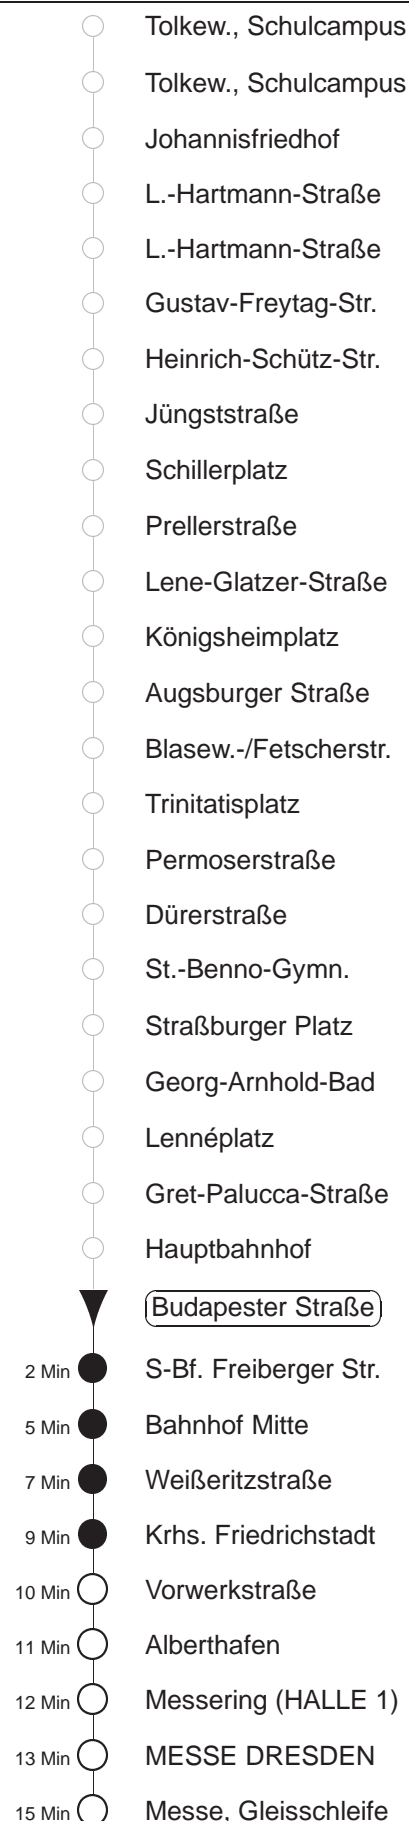 Tolkew., Schulcampus
Tolkew., Schulcampus
Johannisfriedhof
L.-Hartmann-Straße
L.-Hartmann-Straße
Gustav-Freytag-Str.
Heinrich-Schütz-Str.
Jüngststraße
Schillerplatz
Prellerstraße
Lene-Glatzer-Straße
Königsheimplatz
Augsburger Straße
Blasew.-/Fetscherstr.
Trinitatisplatz
Permoserstraße
Dürerstraße
St.-Benno-Gymn.
Straßburger Platz
Georg-Arnhold-Bad
Lennéplatz
Gret-Palucca-Straße
Hauptbahnhof
Budapester Straße
2 Min S-Bf. Freiberger Str.
5 Min Bahnhof Mitte
7 Min Weißeritzstraße
9 Min Krhs. Friedrichstadt
10 Min Vorwerkstraße
11 Min Alberthafen
12 Min Messering (HALLE 1)
13 Min MESSE DRESDEN
15 Min Messe, Gleisschleife